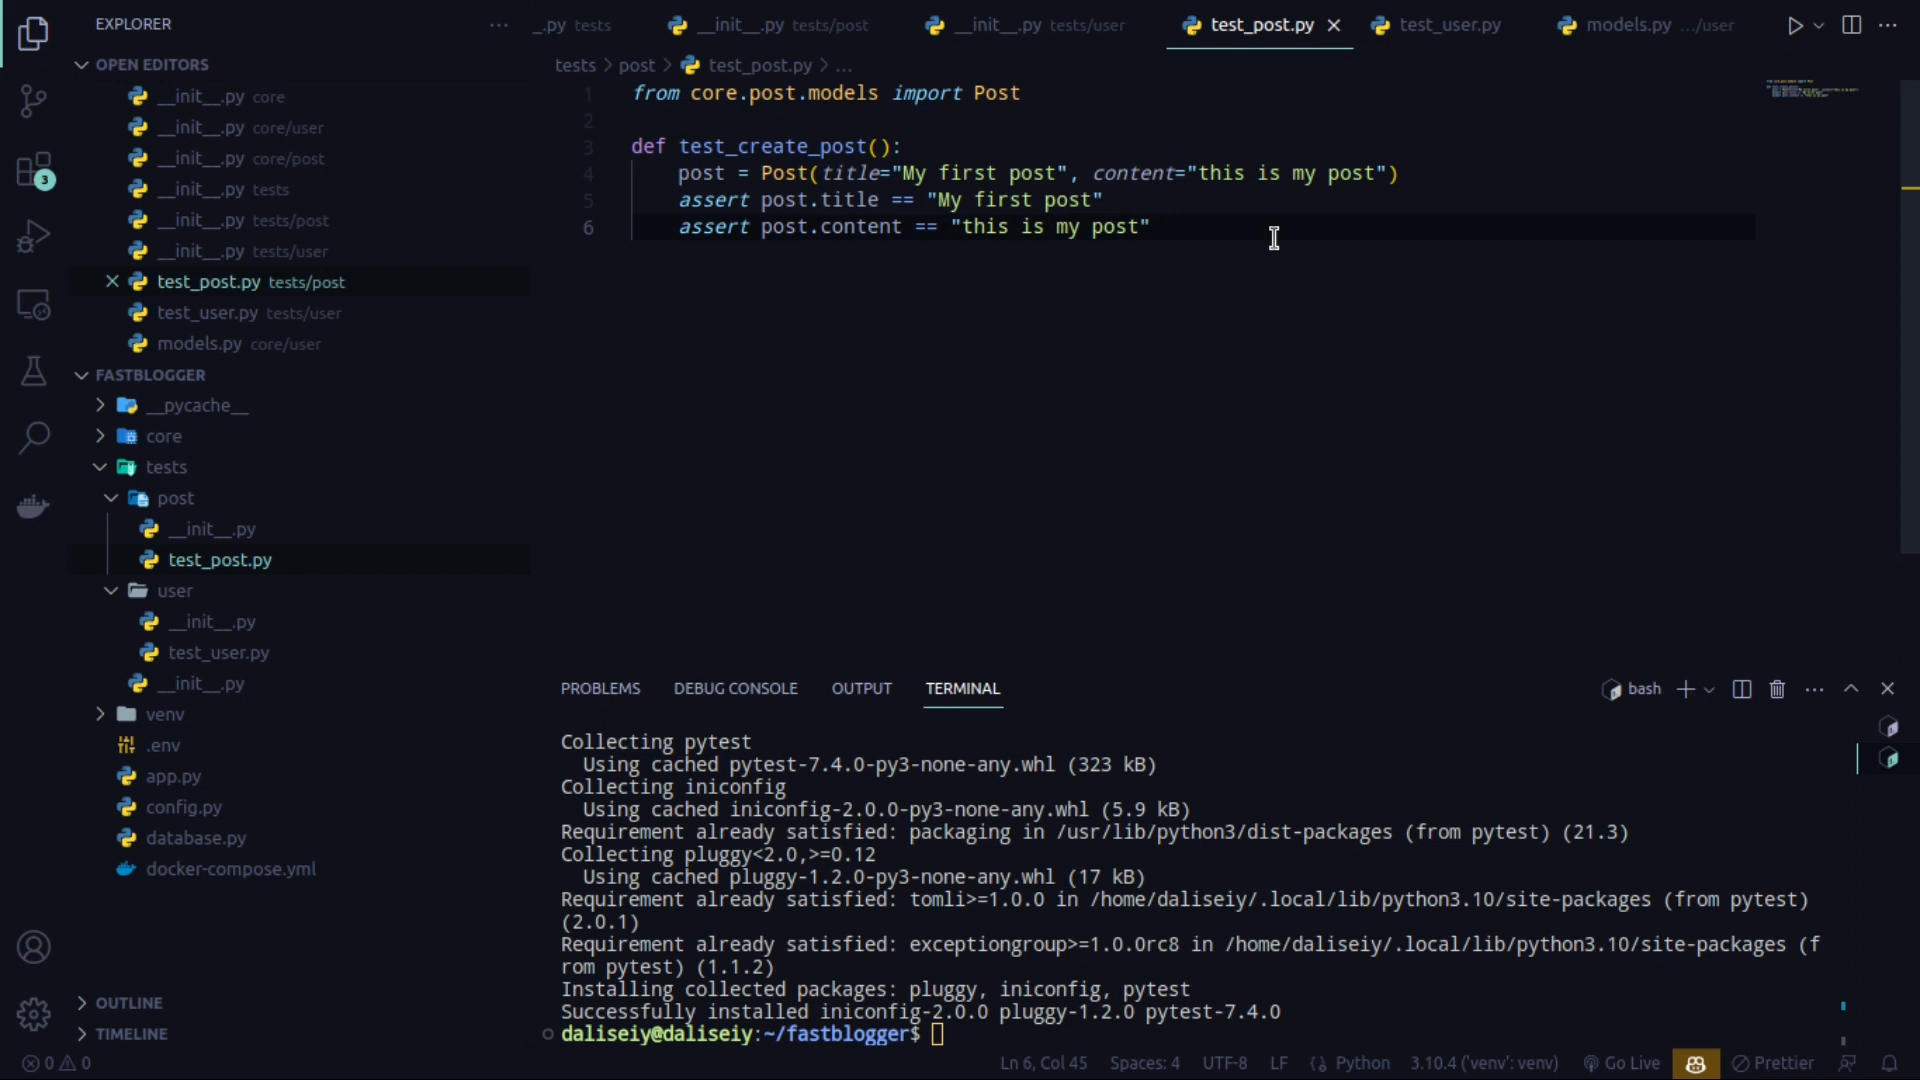 EXPLORER
OPEN EDITORS
__init__.py core
__init__.py core/user
__init__.py core/post
__init__.py tests
__init__.py tests/post
__init__.py tests/user
test_post.py tests/post
test_user.py tests/user
models.py core/user
FASTBLOGGER
__pycache__
core
tests
post
__init__.py
test_post.py
user
__init__.py
test_user.py
__init__.py
venv
.env
app.py
config.py
database.py
docker-compose.yml
OUTLINE
TIMELINE
3
_.py tests
__init__.py tests/post
__init__.py tests/user
test_post.py
test_user.py
models.py .../user
tests > post > test_post.py > ...
1 from core.post.models import Post
2
3 def test_create_post():
4 post = Post(title="My first post", content="this is my post")
5 assert post.title == "My first post"
6 assert post.content == "this is my post"
PROBLEMS DEBUG CONSOLE OUTPUT TERMINAL
bash
Collecting pytest
Using cached pytest-7.4.0-py3-none-any.whl (323 kB)
Collecting iniconfig
Using cached iniconfig-2.0.0-py3-none-any.whl (5.9 kB)
Requirement already satisfied: packaging in /usr/lib/python3/dist-packages (from pytest) (21.3)
Collecting pluggy<2.0,>=0.12
Using cached pluggy-1.2.0-py3-none-any.whl (17 kB)
Requirement already satisfied: tomli>=1.0.0 in /home/daliseiy/.local/lib/python3.10/site-packages (from pytest)
(2.0.1)
Requirement already satisfied: exceptiongroup>=1.0.0rc8 in /home/daliseiy/.local/lib/python3.10/site-packages (f
rom pytest) (1.1.2)
Installing collected packages: pluggy, iniconfig, pytest
Successfully installed iniconfig-2.0.0 pluggy-1.2.0 pytest-7.4.0
daliseiy@daliseiy:~/fastblogger$
0 0 Ln 6, Col 45 Spaces: 4 UTF-8 LF Python 3.10.4 ('venv': venv) Go Live Prettier